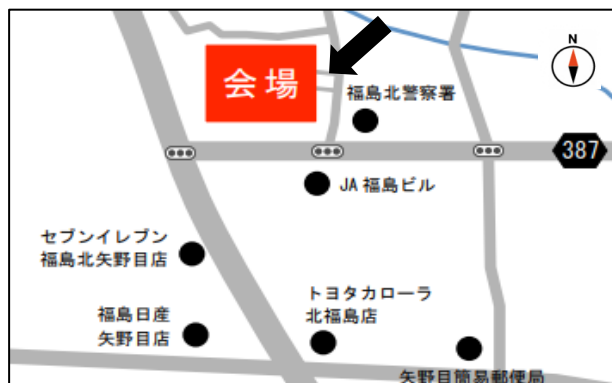 N
会場
福島北警察署
387
JA福島ビル
セブンイレブン
福島北矢野目店
トヨタカローラ
北福島店
福島日産
矢野目店
矢野目簡易郵便局